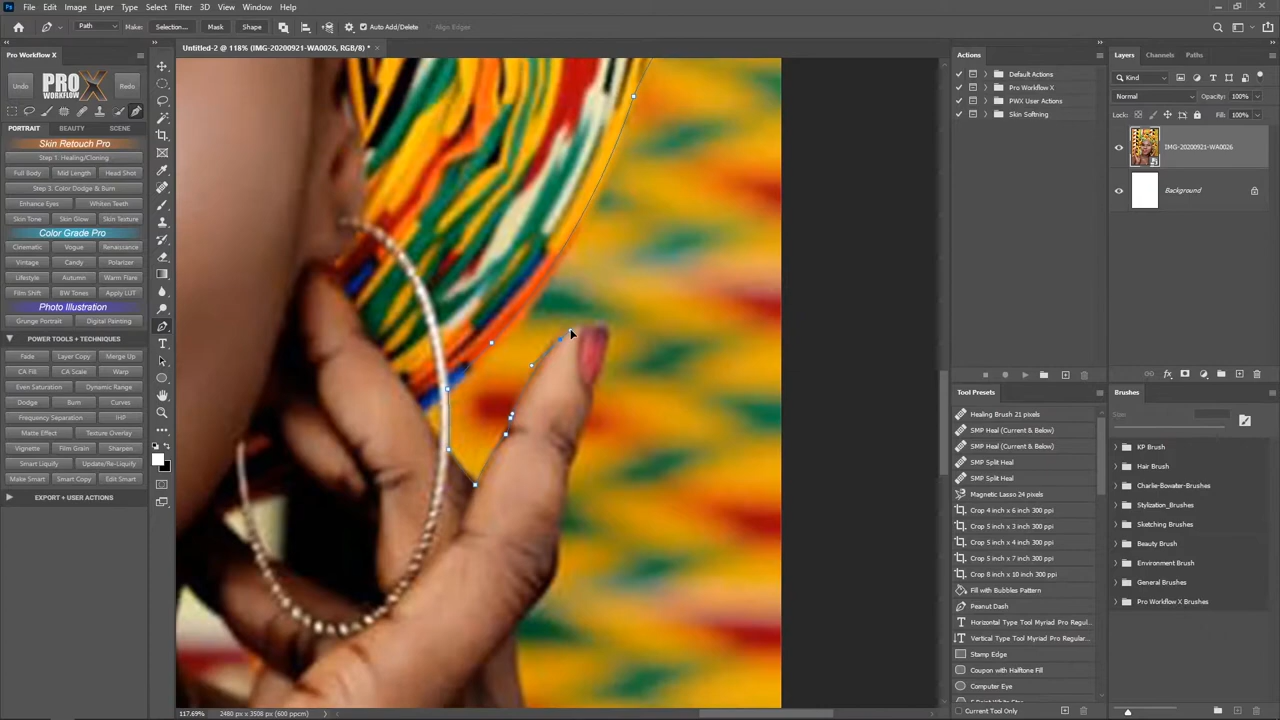 Ps File Edit Image Layer Type Select Filter 3D View Window Help
Path Make: Selection... Mask Shape Auto Add/Delete Align Edges
Pro Workflow X
Untitled-2 @ 118% (IMG-20200921-WA0026, RGB/8) * ×
Undo PRO WORKFLOW X Redo
PORTRAIT BEAUTY SCENE
Skin Retouch Pro
Step 1. Healing/Cloning
Full Body Mid Length Head Shot
Step 3. Color Dodge & Burn
Enhance Eyes Whiten Teeth
Skin Tone Skin Glow Skin Texture
Color Grade Pro
Cinematic Vogue Renaissance
Vintage Candy Polarizer
Lifestyle Autumn Warm Flare
Film Shift BW Tones Apply LUT
Photo Illustration
Grunge Portrait Digital Painting
POWER TOOLS + TECHNIQUES
Fade Layer Copy Merge Up
CA Fill CA Scale Warp
Even Saturation Dynamic Range
Dodge Burn Curves
Frequency Separation IHP
Matte Effect Texture Overlay
Vignette Film Grain Sharpen
Smart Liquify Update/Re-Liquify
Make Smart Smart Copy Edit Smart
EXPORT + USER ACTIONS
117.69% 2480 px x 3508 px (600 ppcm)
Actions
Default Actions
Pro Workflow X
PWX User Actions
Skin Softning
Tool Presets
Healing Brush 21 pixels
SMP Heal (Current & Below)
SMP Heal (Current & Below)
SMP Split Heal
SMP Split Heal
Magnetic Lasso 24 pixels
Crop 4 inch x 6 inch 300 ppi
Crop 5 inch x 3 inch 300 ppi
Crop 5 inch x 4 inch 300 ppi
Crop 5 inch x 7 inch 300 ppi
Crop 8 inch x 10 inch 300 ppi
Fill with Bubbles Pattern
Peanut Dash
Horizontal Type Tool Myriad Pro Regul...
Vertical Type Tool Myriad Pro Regular...
Stamp Edge
Coupon with Halftone Fill
Computer Eye
Current Tool Only
Layers Channels Paths
Kind
Normal Opacity: 100%
Lock: Fill: 100%
IMG-20200921-WA0026
Background
fx
Brushes
Size:
KP Brush
Hair Brush
Charlie-Bowater-Brushes
Stylization_Brushes
Sketching Brushes
Beauty Brush
Environment Brush
General Brushes
Pro Workflow X Brushes